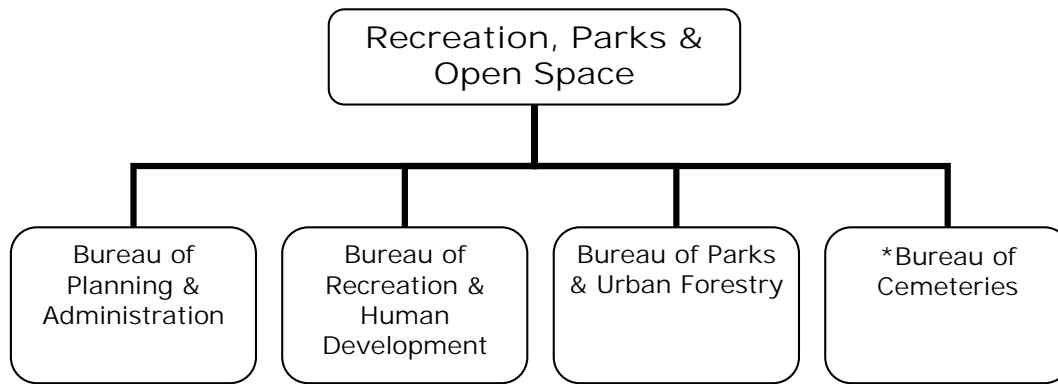 Recreation, Parks &
Open Space
Bureau of
Planning &
Administration
Bureau of
Recreation &
Human
Development
Bureau of Parks
& Urban Forestry
*Bureau of
Cemeteries